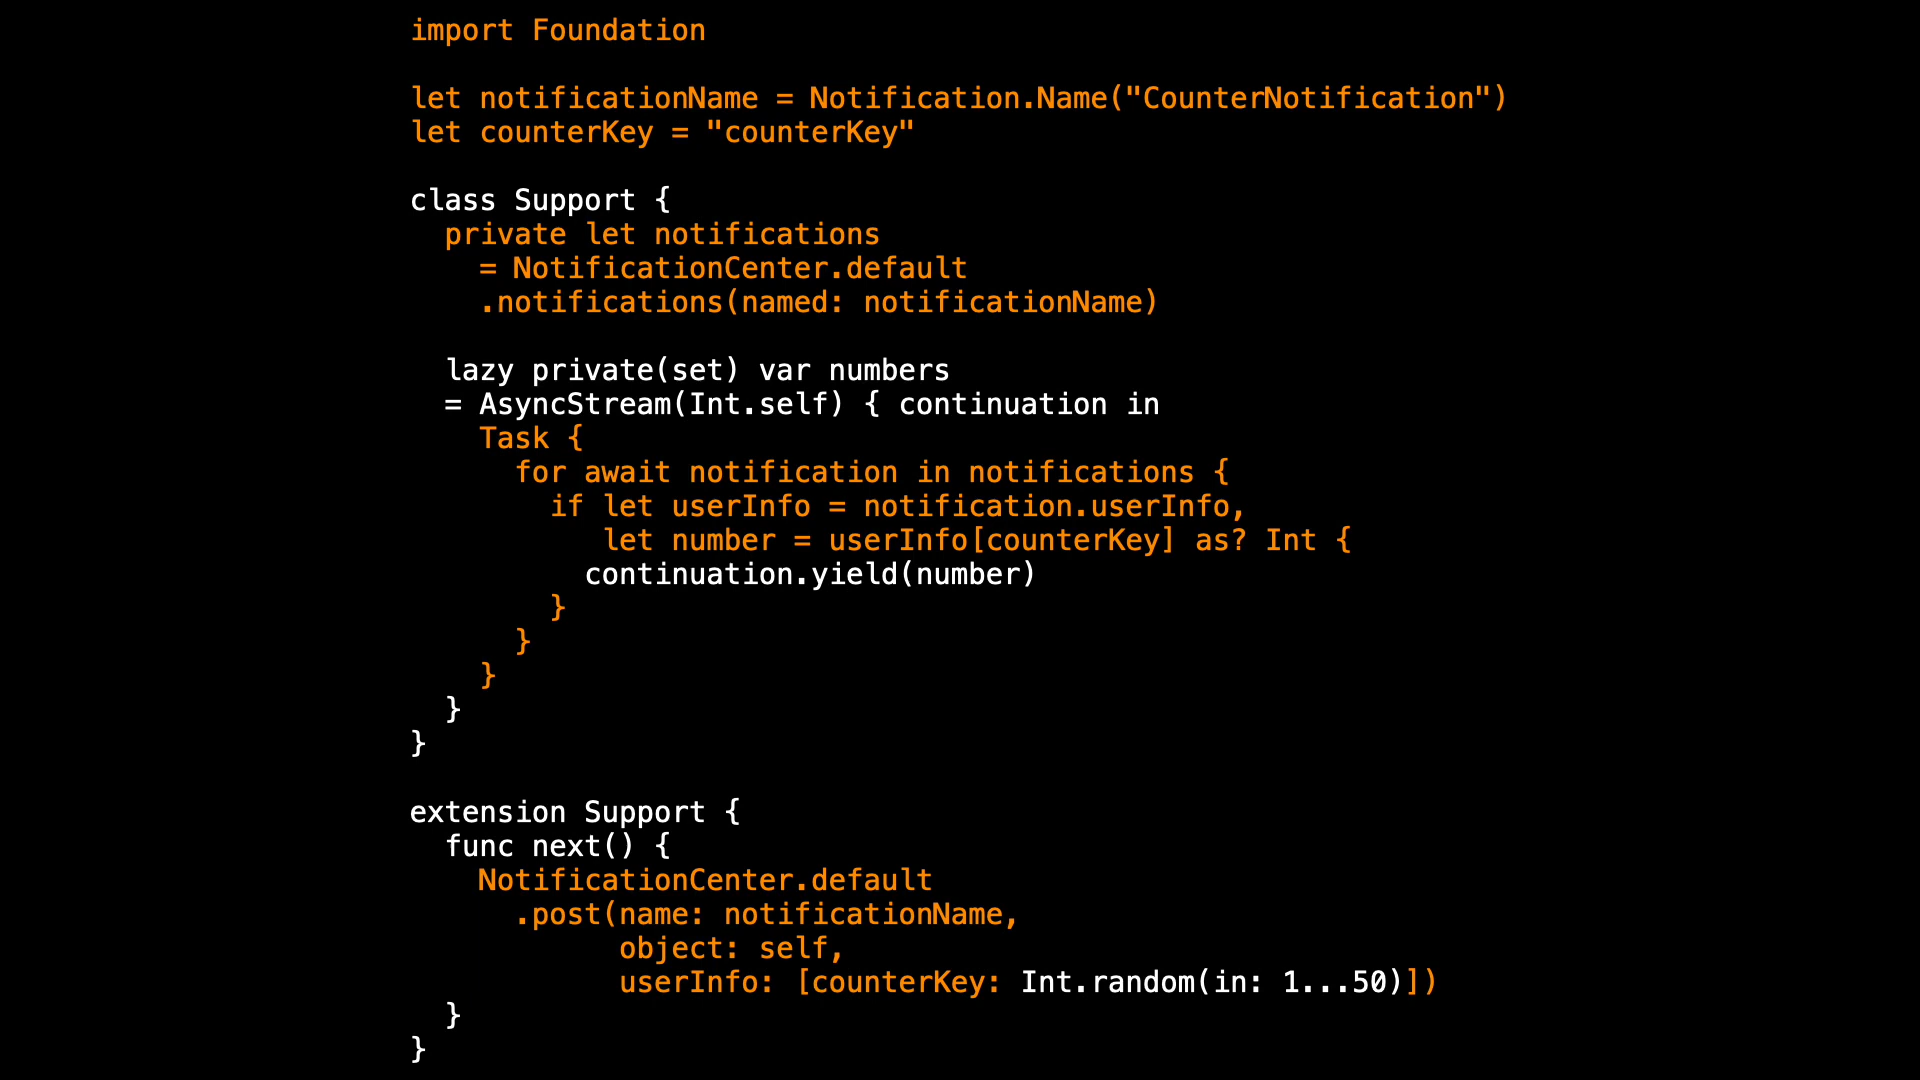 import Foundation

let notificationName = Notification.Name("CounterNotification")
let counterKey = "counterKey"

class Support {
  private let notifications
    = NotificationCenter.default
    .notifications(named: notificationName)

  lazy private(set) var numbers
  = AsyncStream(Int.self) { continuation in
    Task {
      for await notification in notifications {
        if let userInfo = notification.userInfo,
           let number = userInfo[counterKey] as? Int {
          continuation.yield(number)
        }
      }
    }
  }
}

extension Support {
  func next() {
    NotificationCenter.default
      .post(name: notificationName,
            object: self,
            userInfo: [counterKey: Int.random(in: 1...50)])
  }
}